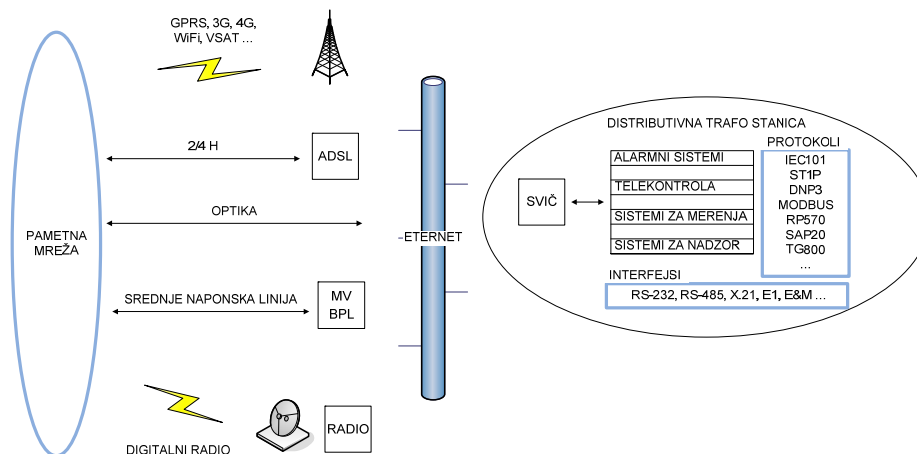 GPRS, 3G, 4G,
WiFi, VSAT ...
2/4 H
ADSL
OPTIKA
PAMETNA
MREŽA
SREDNJE NAPONSKA LINIJA
MV
BPL
DIGITALNI RADIO
RADIO
ETERNET
DISTRIBUTIVNA TRAFO STANICA
SVIČ
ALARMNI SISTEMI
TELEKONTROLA
SISTEMI ZA MERENJA
SISTEMI ZA NADZOR
PROTOKOLI
IEC101
ST1P
DNP3
MODBUS
RP570
SAP20
TG800
...
INTERFEJSI
RS-232, RS-485, X.21, E1, E&M ...